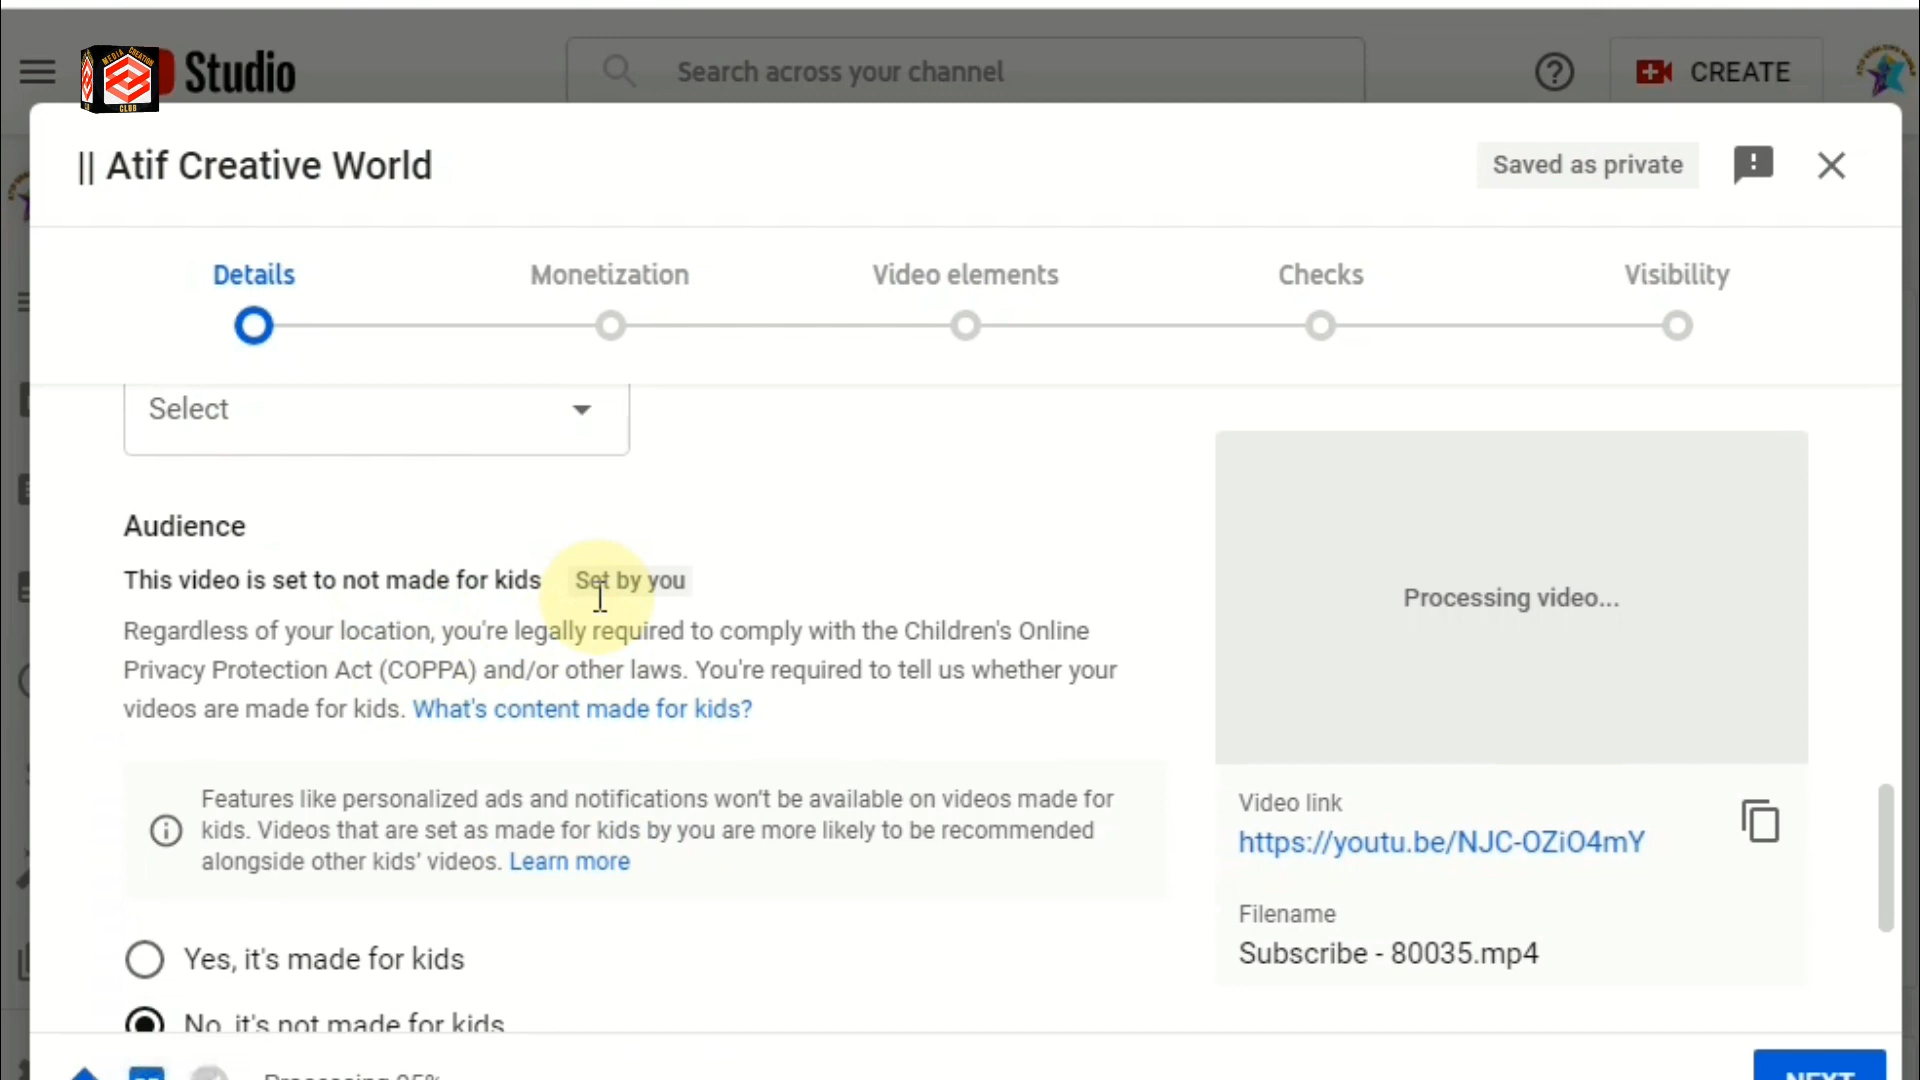 MEDIA CREATION
CLUB
Studio
Search across your channel
CREATE
|| Atif Creative World
Saved as private
Details
Monetization
Video elements
Checks
Visibility
Select
Audience
This video is set to not made for kids
Set by you
Regardless of your location, you're legally required to comply with the Children's Online
Privacy Protection Act (COPPA) and/or other laws. You're required to tell us whether your
videos are made for kids. What's content made for kids?
Features like personalized ads and notifications won't be available on videos made for
kids. Videos that are set as made for kids by you are more likely to be recommended
alongside other kids' videos. Learn more
Yes, it's made for kids
No, it's not made for kids
Processing video...
Video link
https://youtu.be/NJC-OZiO4mY
Filename
Subscribe - 80035.mp4
Processing 95%
NEXT